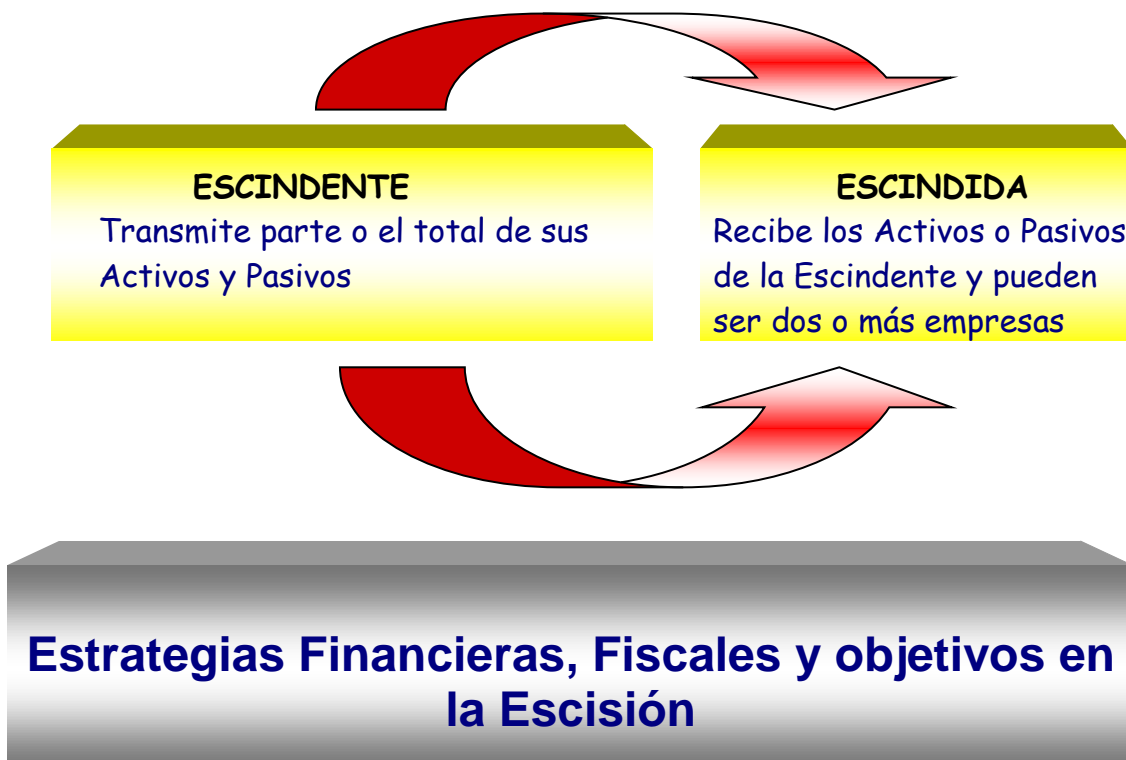 ESCINDENTE
Transmite parte o el total de sus
Activos y Pasivos
ESCINDIDA
Recibe los Activos o Pasivos
de la Escindente y pueden
ser dos o más empresas
Estrategias Financieras, Fiscales y objetivos en
la Escisión